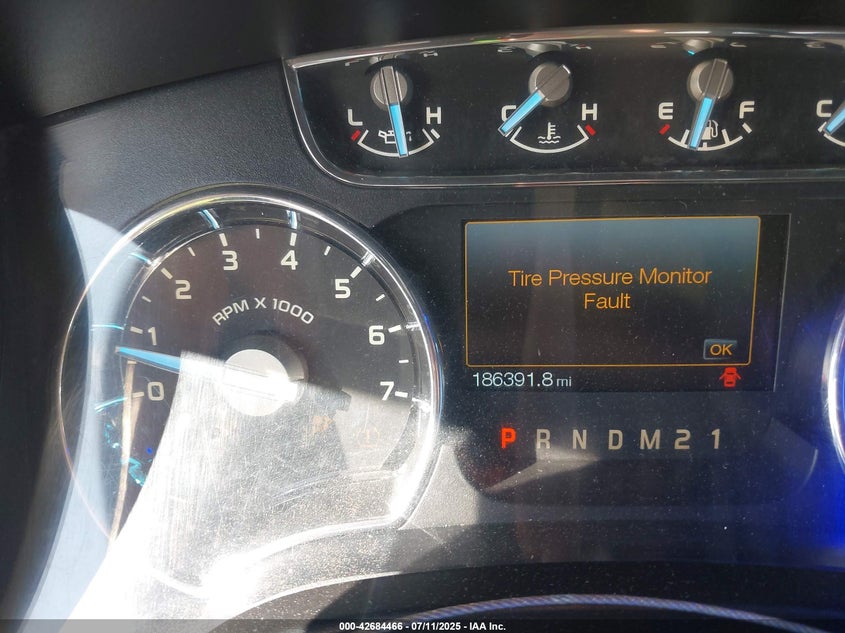 L H C H E F C
3 4
2 5
RPM X 1000
1 6
0 7
Tire Pressure Monitor
Fault
OK
186391.8 mi
P R N D M 2 1
000-42684466 - 07/11/2025 - IAA Inc.